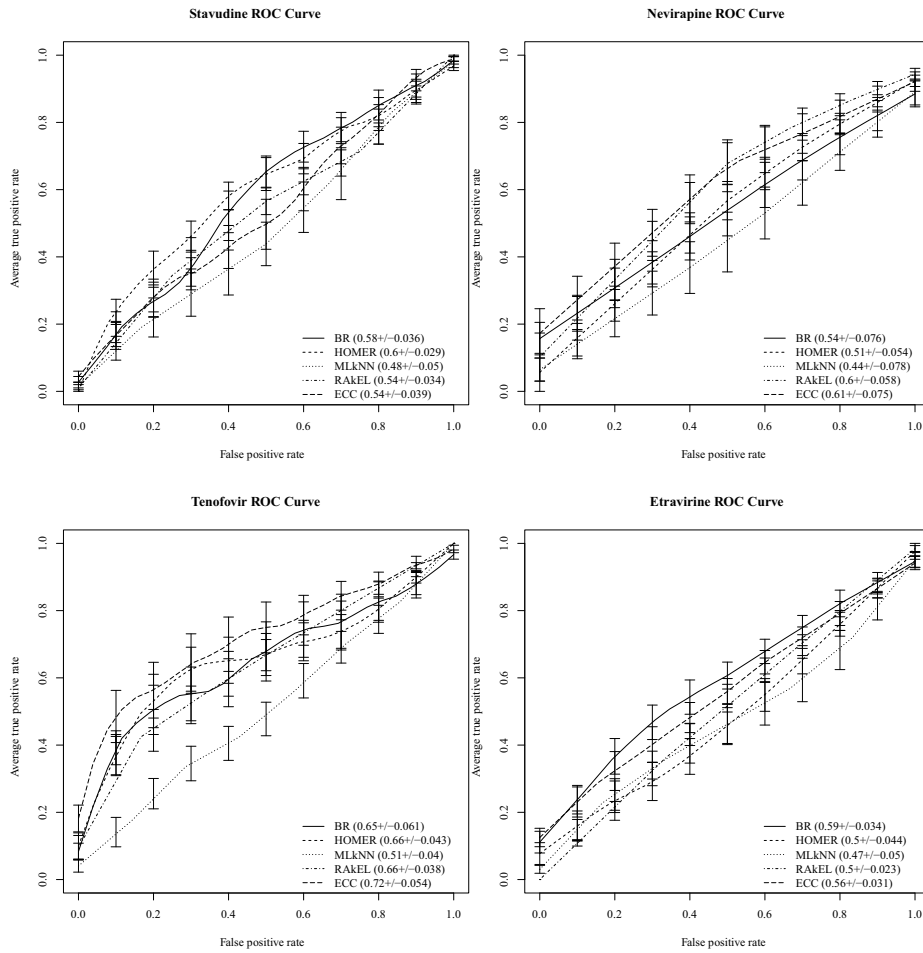 Stavudine ROC Curve
Average true positive rate
1.0
0.8
0.6
0.4
0.2
0.0
BR (0.58+/−0.036)
HOMER (0.6+/−0.029)
MLkNN (0.48+/−0.05)
RAkEL (0.54+/−0.034)
ECC (0.54+/−0.039)
0.0 0.2 0.4 0.6 0.8 1.0
False positive rate
Nevirapine ROC Curve
Average true positive rate
1.0
0.8
0.6
0.4
0.2
0.0
BR (0.54+/−0.076)
HOMER (0.51+/−0.054)
MLkNN (0.44+/−0.078)
RAkEL (0.6+/−0.058)
ECC (0.61+/−0.075)
0.0 0.2 0.4 0.6 0.8 1.0
False positive rate
Tenofovir ROC Curve
Average true positive rate
1.0
0.8
0.6
0.4
0.2
0.0
BR (0.65+/−0.061)
HOMER (0.66+/−0.043)
MLkNN (0.51+/−0.04)
RAkEL (0.66+/−0.038)
ECC (0.72+/−0.054)
0.0 0.2 0.4 0.6 0.8 1.0
False positive rate
Etravirine ROC Curve
Average true positive rate
1.0
0.8
0.6
0.4
0.2
0.0
BR (0.59+/−0.034)
HOMER (0.5+/−0.044)
MLkNN (0.47+/−0.05)
RAkEL (0.5+/−0.023)
ECC (0.56+/−0.031)
0.0 0.2 0.4 0.6 0.8 1.0
False positive rate